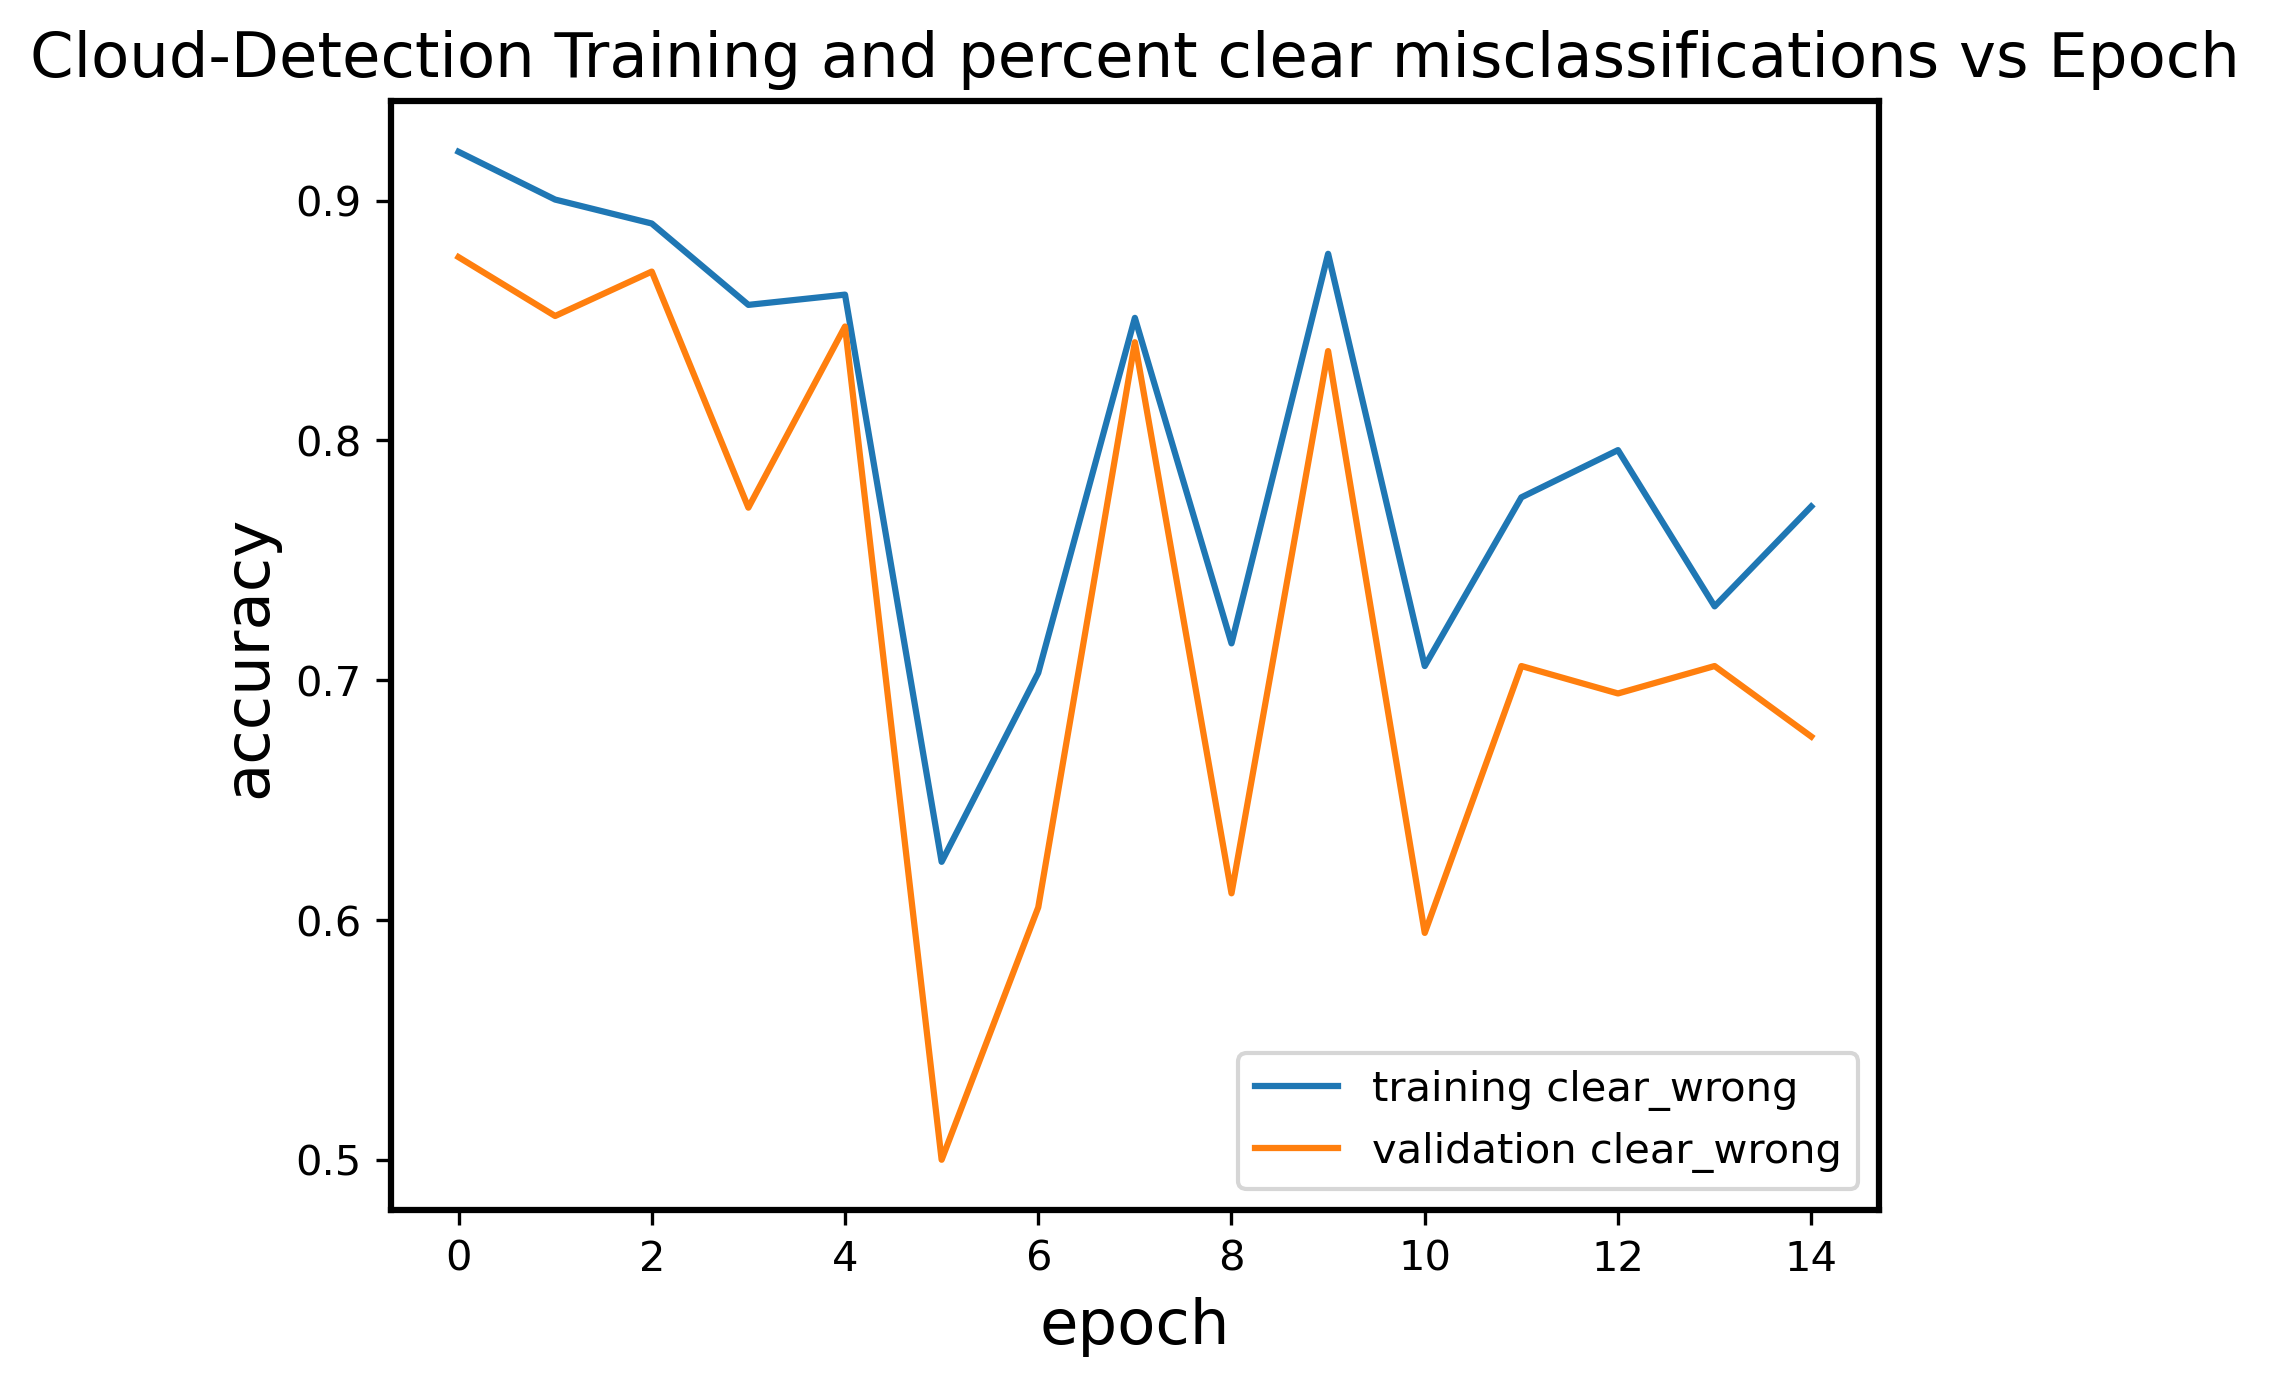 Cloud-Detection Training and percent clear misclassifications vs Epoch
accuracy
0.9
0.8
0.7
0.6
0.5
training clear_wrong
validation clear_wrong
0 2 4 6 8 10 12 14
epoch